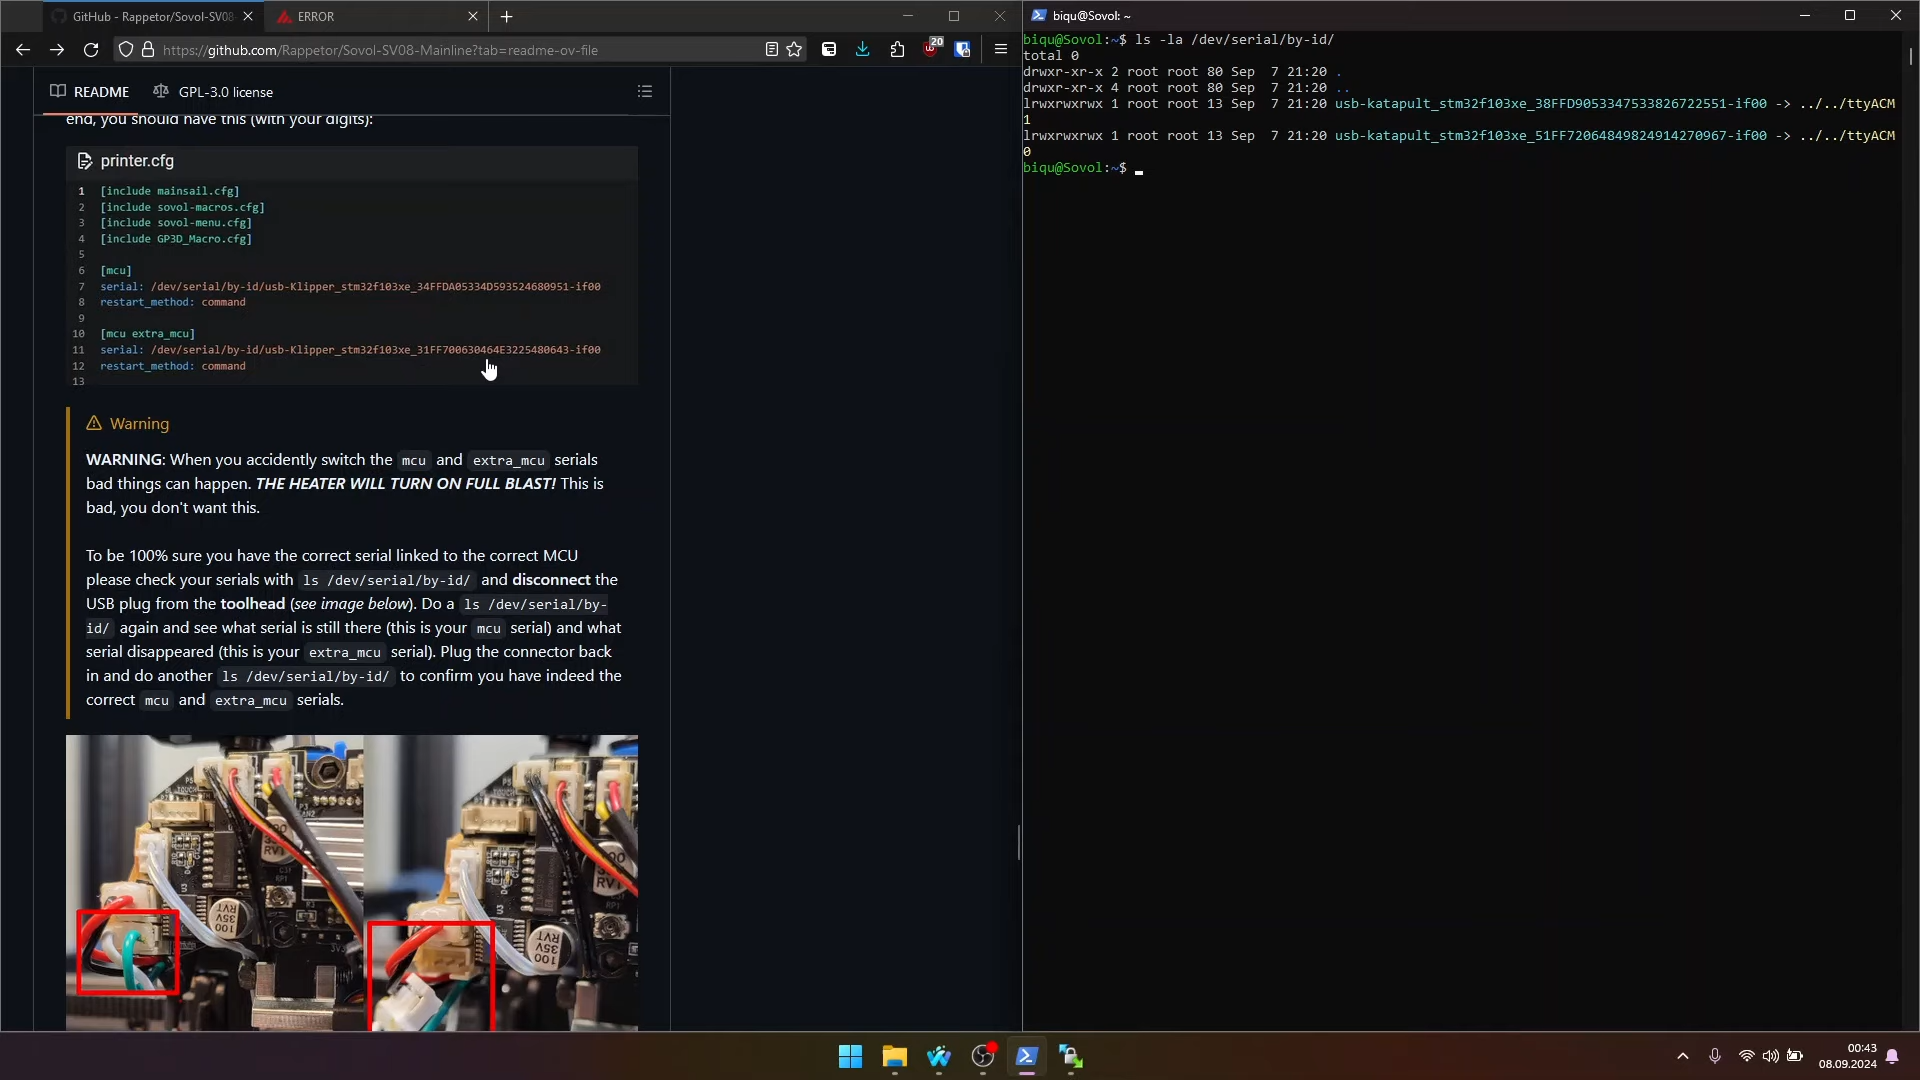 GitHub - Rappetor/Sovol-SV08-
ERROR
https://github.com/Rappetor/Sovol-SV08-Mainline?tab=readme-ov-file
20
README
GPL-3.0 license
end, you should have this (with your digits):
printer.cfg
1 [include mainsail.cfg]
2 [include sovol-macros.cfg]
3 [include sovol-menu.cfg]
4 [include GP3D_Macro.cfg]
5
6 [mcu]
7 serial: /dev/serial/by-id/usb-Klipper_stm32f103xe_34FFDA05334D593524680951-if00
8 restart_method: command
9
10 [mcu extra_mcu]
11 serial: /dev/serial/by-id/usb-Klipper_stm32f103xe_31FF700630464E3225480643-if00
12 restart_method: command
13
Warning
WARNING: When you accidently switch the mcu and extra_mcu serials
bad things can happen. THE HEATER WILL TURN ON FULL BLAST! This is
bad, you don't want this.
To be 100% sure you have the correct serial linked to the correct MCU
please check your serials with ls /dev/serial/by-id/ and disconnect the
USB plug from the toolhead (see image below). Do a ls /dev/serial/by-
id/ again and see what serial is still there (this is your mcu serial) and what
serial disappeared (this is your extra_mcu serial). Plug the connector back
in and do another ls /dev/serial/by-id/ to confirm you have indeed the
correct mcu and extra_mcu serials.
100
35V
RVT
100
35V
RVT
biqu@Sovol: ~
biqu@Sovol:~$ ls -la /dev/serial/by-id/
total 0
drwxr-xr-x 2 root root 80 Sep  7 21:20 .
drwxr-xr-x 4 root root 80 Sep  7 21:20 ..
lrwxrwxrwx 1 root root 13 Sep  7 21:20 usb-katapult_stm32f103xe_38FFD9053347533826722551-if00 -> ../../ttyACM
1
lrwxrwxrwx 1 root root 13 Sep  7 21:20 usb-katapult_stm32f103xe_51FF72064849824914270967-if00 -> ../../ttyACM
0
biqu@Sovol:~$
00:43
08.09.2024